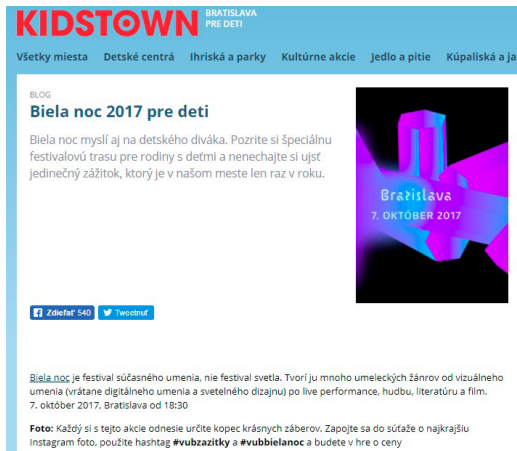 KIDSTOWN BRATISLAVA
PRE DETI
Všetky miesta Detské centrá Ihriská a parky Kultúrne akcie Jedlo a pitie Kúpaliská a ja
BLOG
Biela noc 2017 pre deti
Biela noc myslí aj na detského diváka. Pozrite si špeciálnu
festivalovú trasu pre rodiny s deťmi a nenechajte si ujsť
jedinečný zážitok, ktorý je v našom meste len raz v roku.
Bratislava
7. OKTÓBER 2017
Zdieľať 540 Tweetnuť
Biela noc je festival súčasného umenia, nie festival svetla. Tvorí ju mnoho umeleckých žánrov od vizuálneho
umenia (vrátane digitálneho umenia a svetelného dizajnu) po live performance, hudbu, literatúru a film.
7. október 2017, Bratislava od 18:30
Foto: Každý si s tejto akcie odnesie určite kopec krásnych záberov. Zapojte sa do súťaže o najkrajšiu
Instagram foto, použite hashtag #vubzazitky a #vubbielanoc a budete v hre o ceny